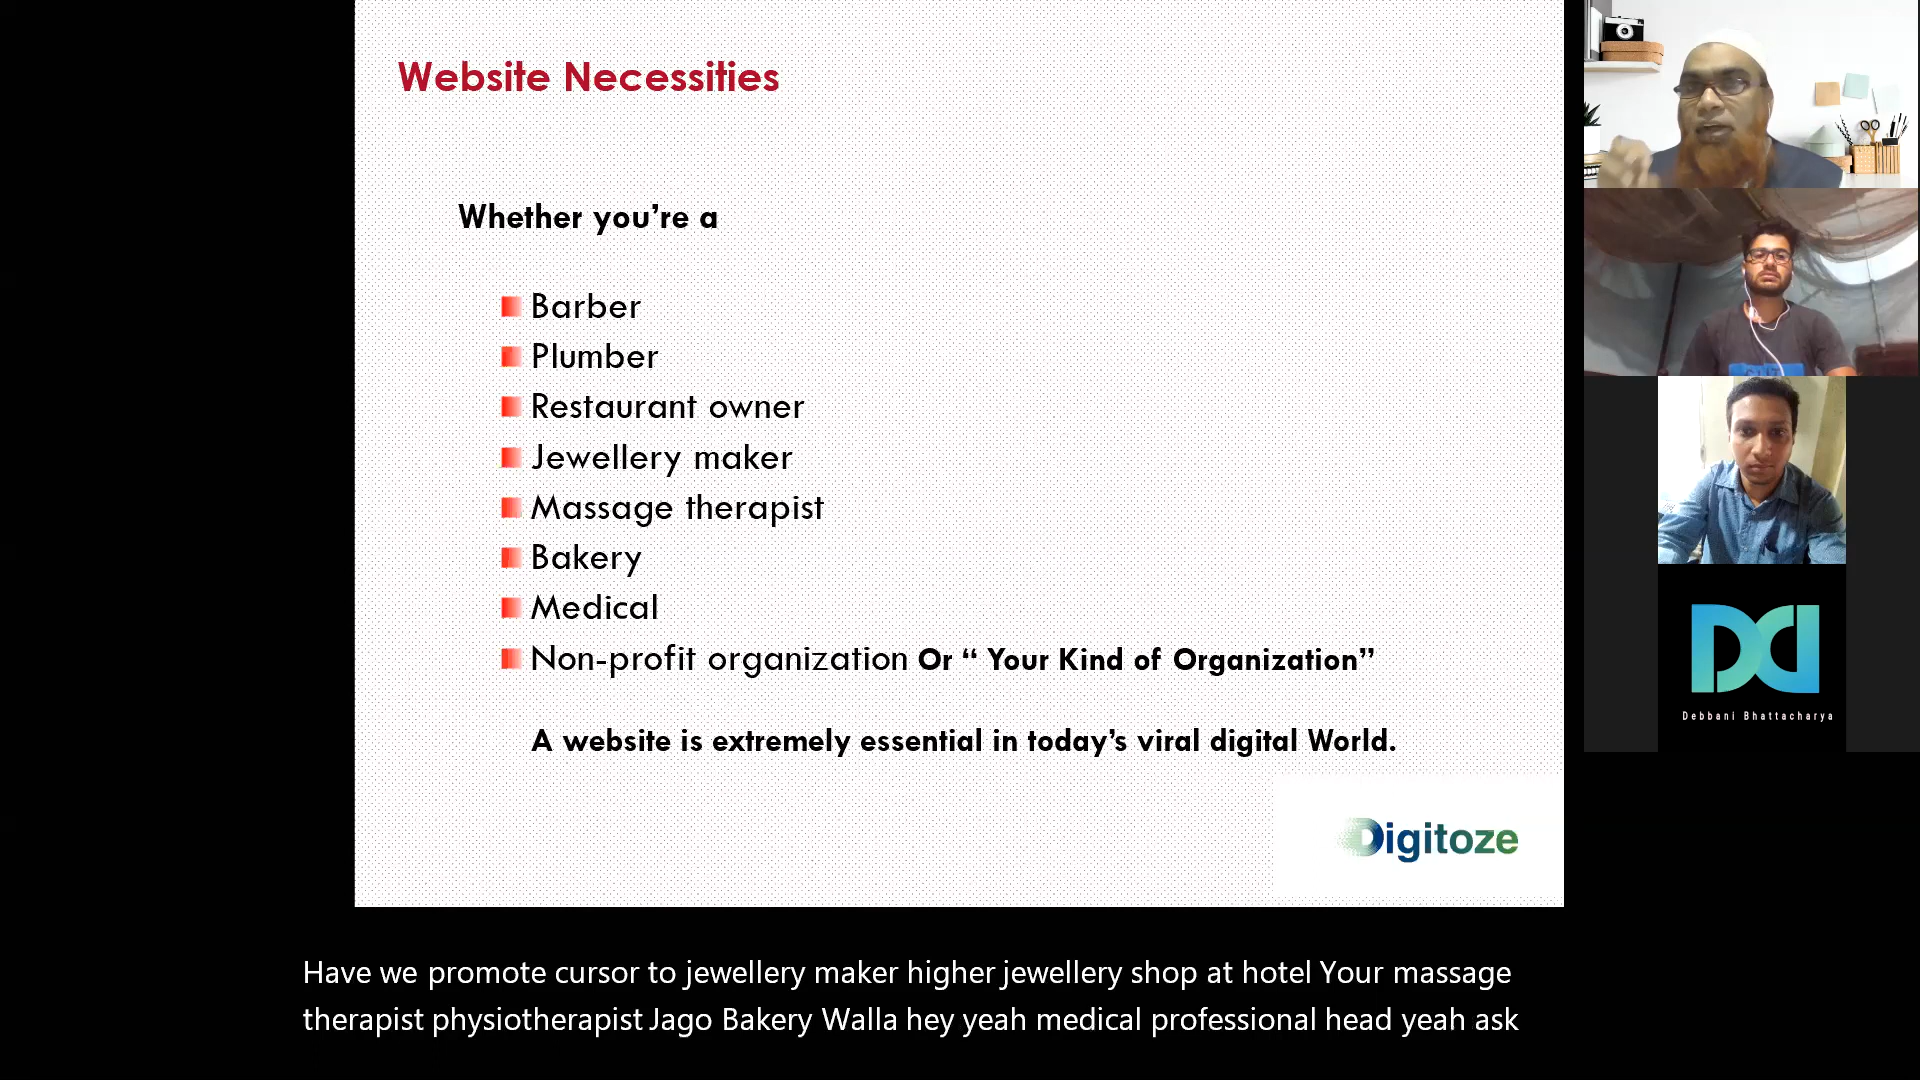 Website Necessities
Whether you’re a
Barber
Plumber
Restaurant owner
Jewellery maker
Massage therapist
Bakery
Medical
Non-profit organization Or “ Your Kind of Organization”
A website is extremely essential in today’s viral digital World.
Digitoze
Debbani Bhattacharya
Have we promote cursor to jewellery maker higher jewellery shop at hotel Your massage
therapist physiotherapist Jago Bakery Walla hey yeah medical professional head yeah ask